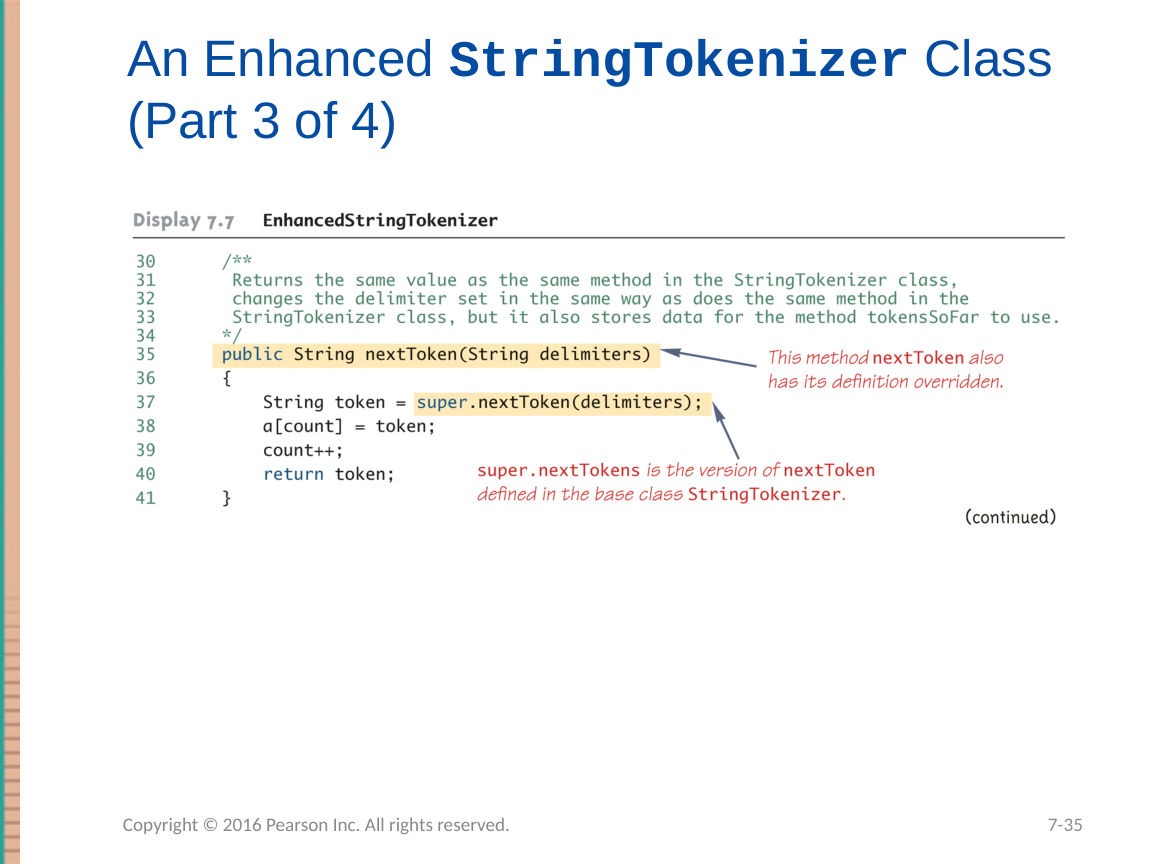 An Enhanced StringTokenizer Class
(Part 3 of 4)
Display 7.7 EnhancedStringTokenizer
30 /**
31 Returns the same value as the same method in the StringTokenizer class,
32 changes the delimiter set in the same way as does the same method in the
33 StringTokenizer class, but it also stores data for the method tokensSoFar to use.
34 */
35 public String nextToken(String delimiters)
This method nextToken also
has its definition overridden.
36 {
37 String token = super.nextToken(delimiters);
38 a[count] = token;
39 count++;
40 return token;
super.nextTokens is the version of nextToken
defined in the base class StringTokenizer.
41 }
(continued)
Copyright © 2016 Pearson Inc. All rights reserved.
7-35